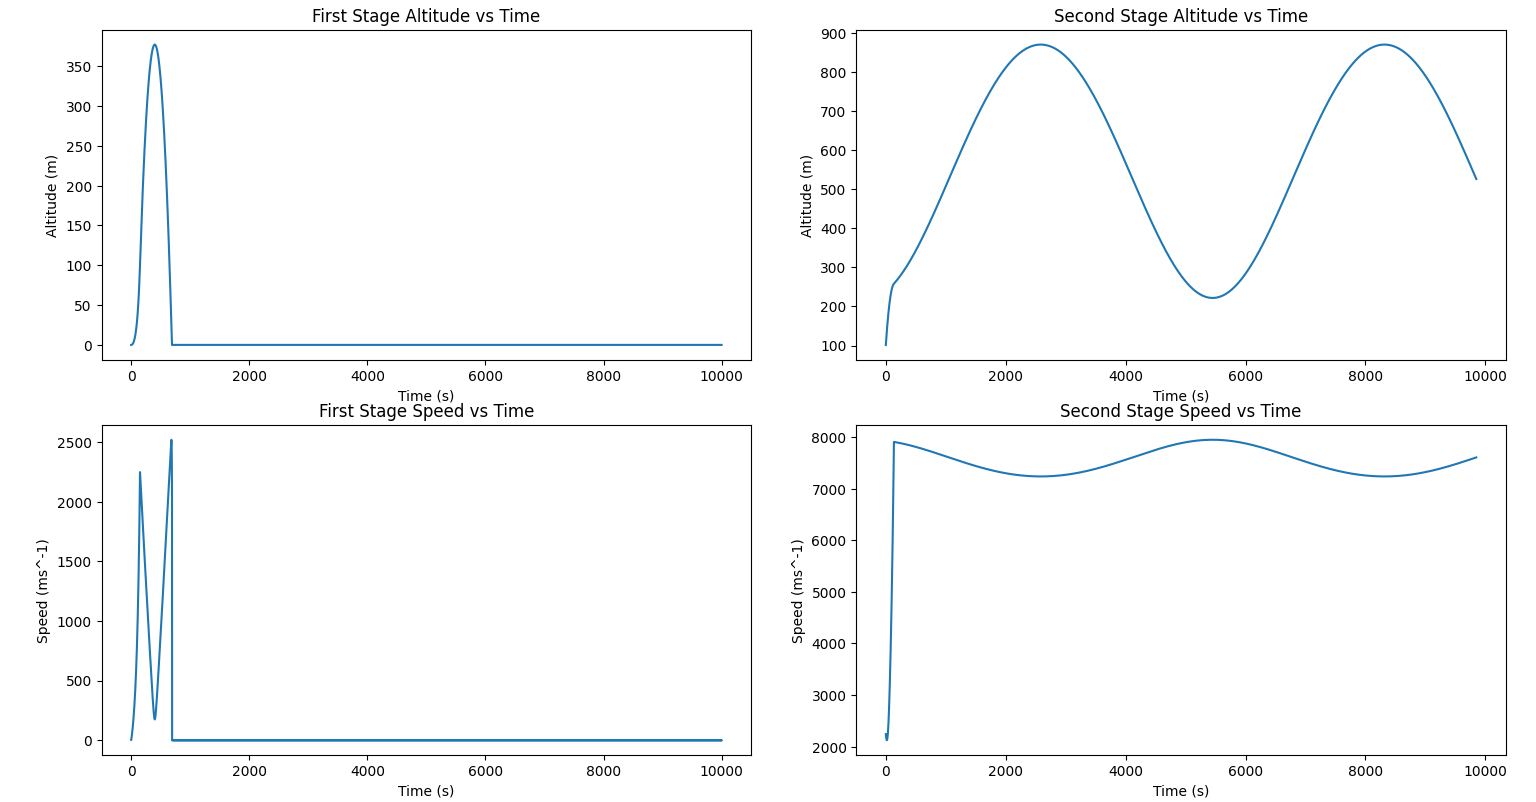 First Stage Altitude vs Time
Altitude (m)
350
300
250
200
150
100
50
0
0 2000 4000 6000 8000 10000
Time (s)
Second Stage Altitude vs Time
Altitude (m)
900
800
700
600
500
400
300
200
100
0 2000 4000 6000 8000 10000
Time (s)
First Stage Speed vs Time
Speed (ms^-1)
2500
2000
1500
1000
500
0
0 2000 4000 6000 8000 10000
Time (s)
Second Stage Speed vs Time
Speed (ms^-1)
8000
7000
6000
5000
4000
3000
2000
0 2000 4000 6000 8000 10000
Time (s)